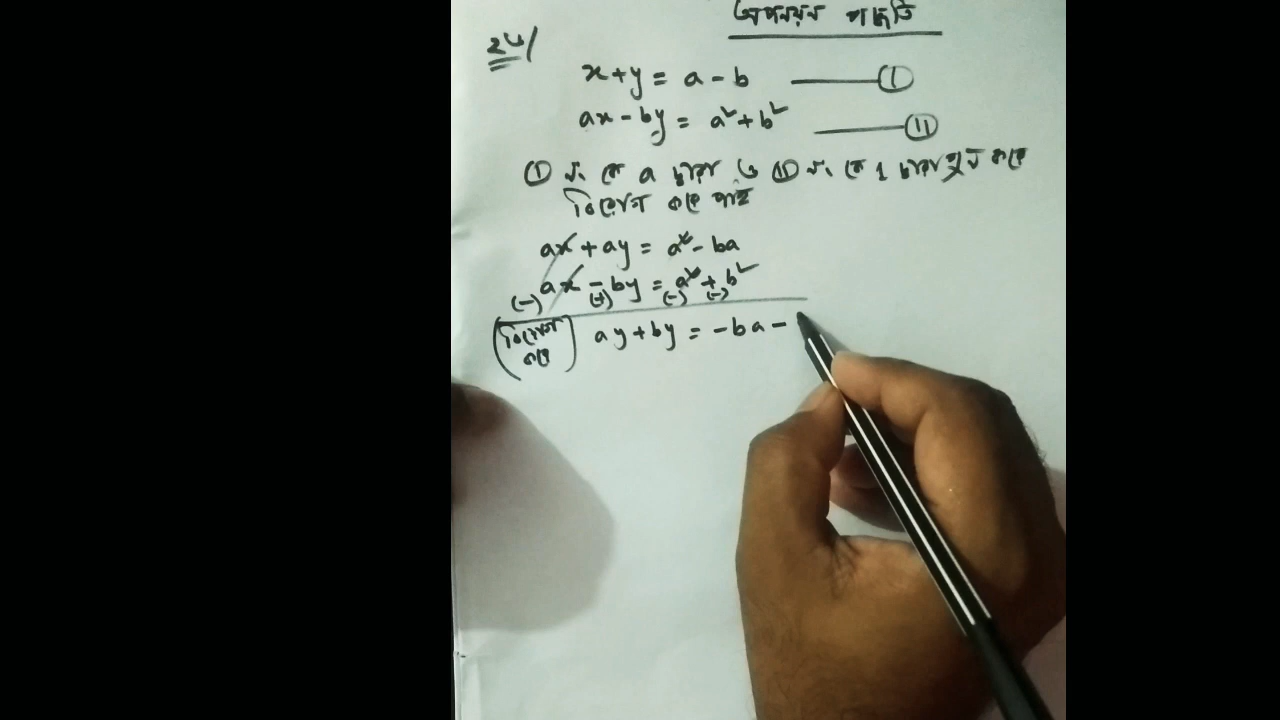 অপনয়ন পদ্ধতি
২৬/
x + y = a - b ——— (I)
ax - by = a² + b² ——— (II)
(I) নং কে a দ্বারা ও (II) নং কে 1 দ্বারা গুন করে
বিয়োগ করে পাই
ax + ay = a² - ba
ax - by = a² + b²
(-) (+) (-) (-)
(বিয়োগ করে) ay + by = -ba -